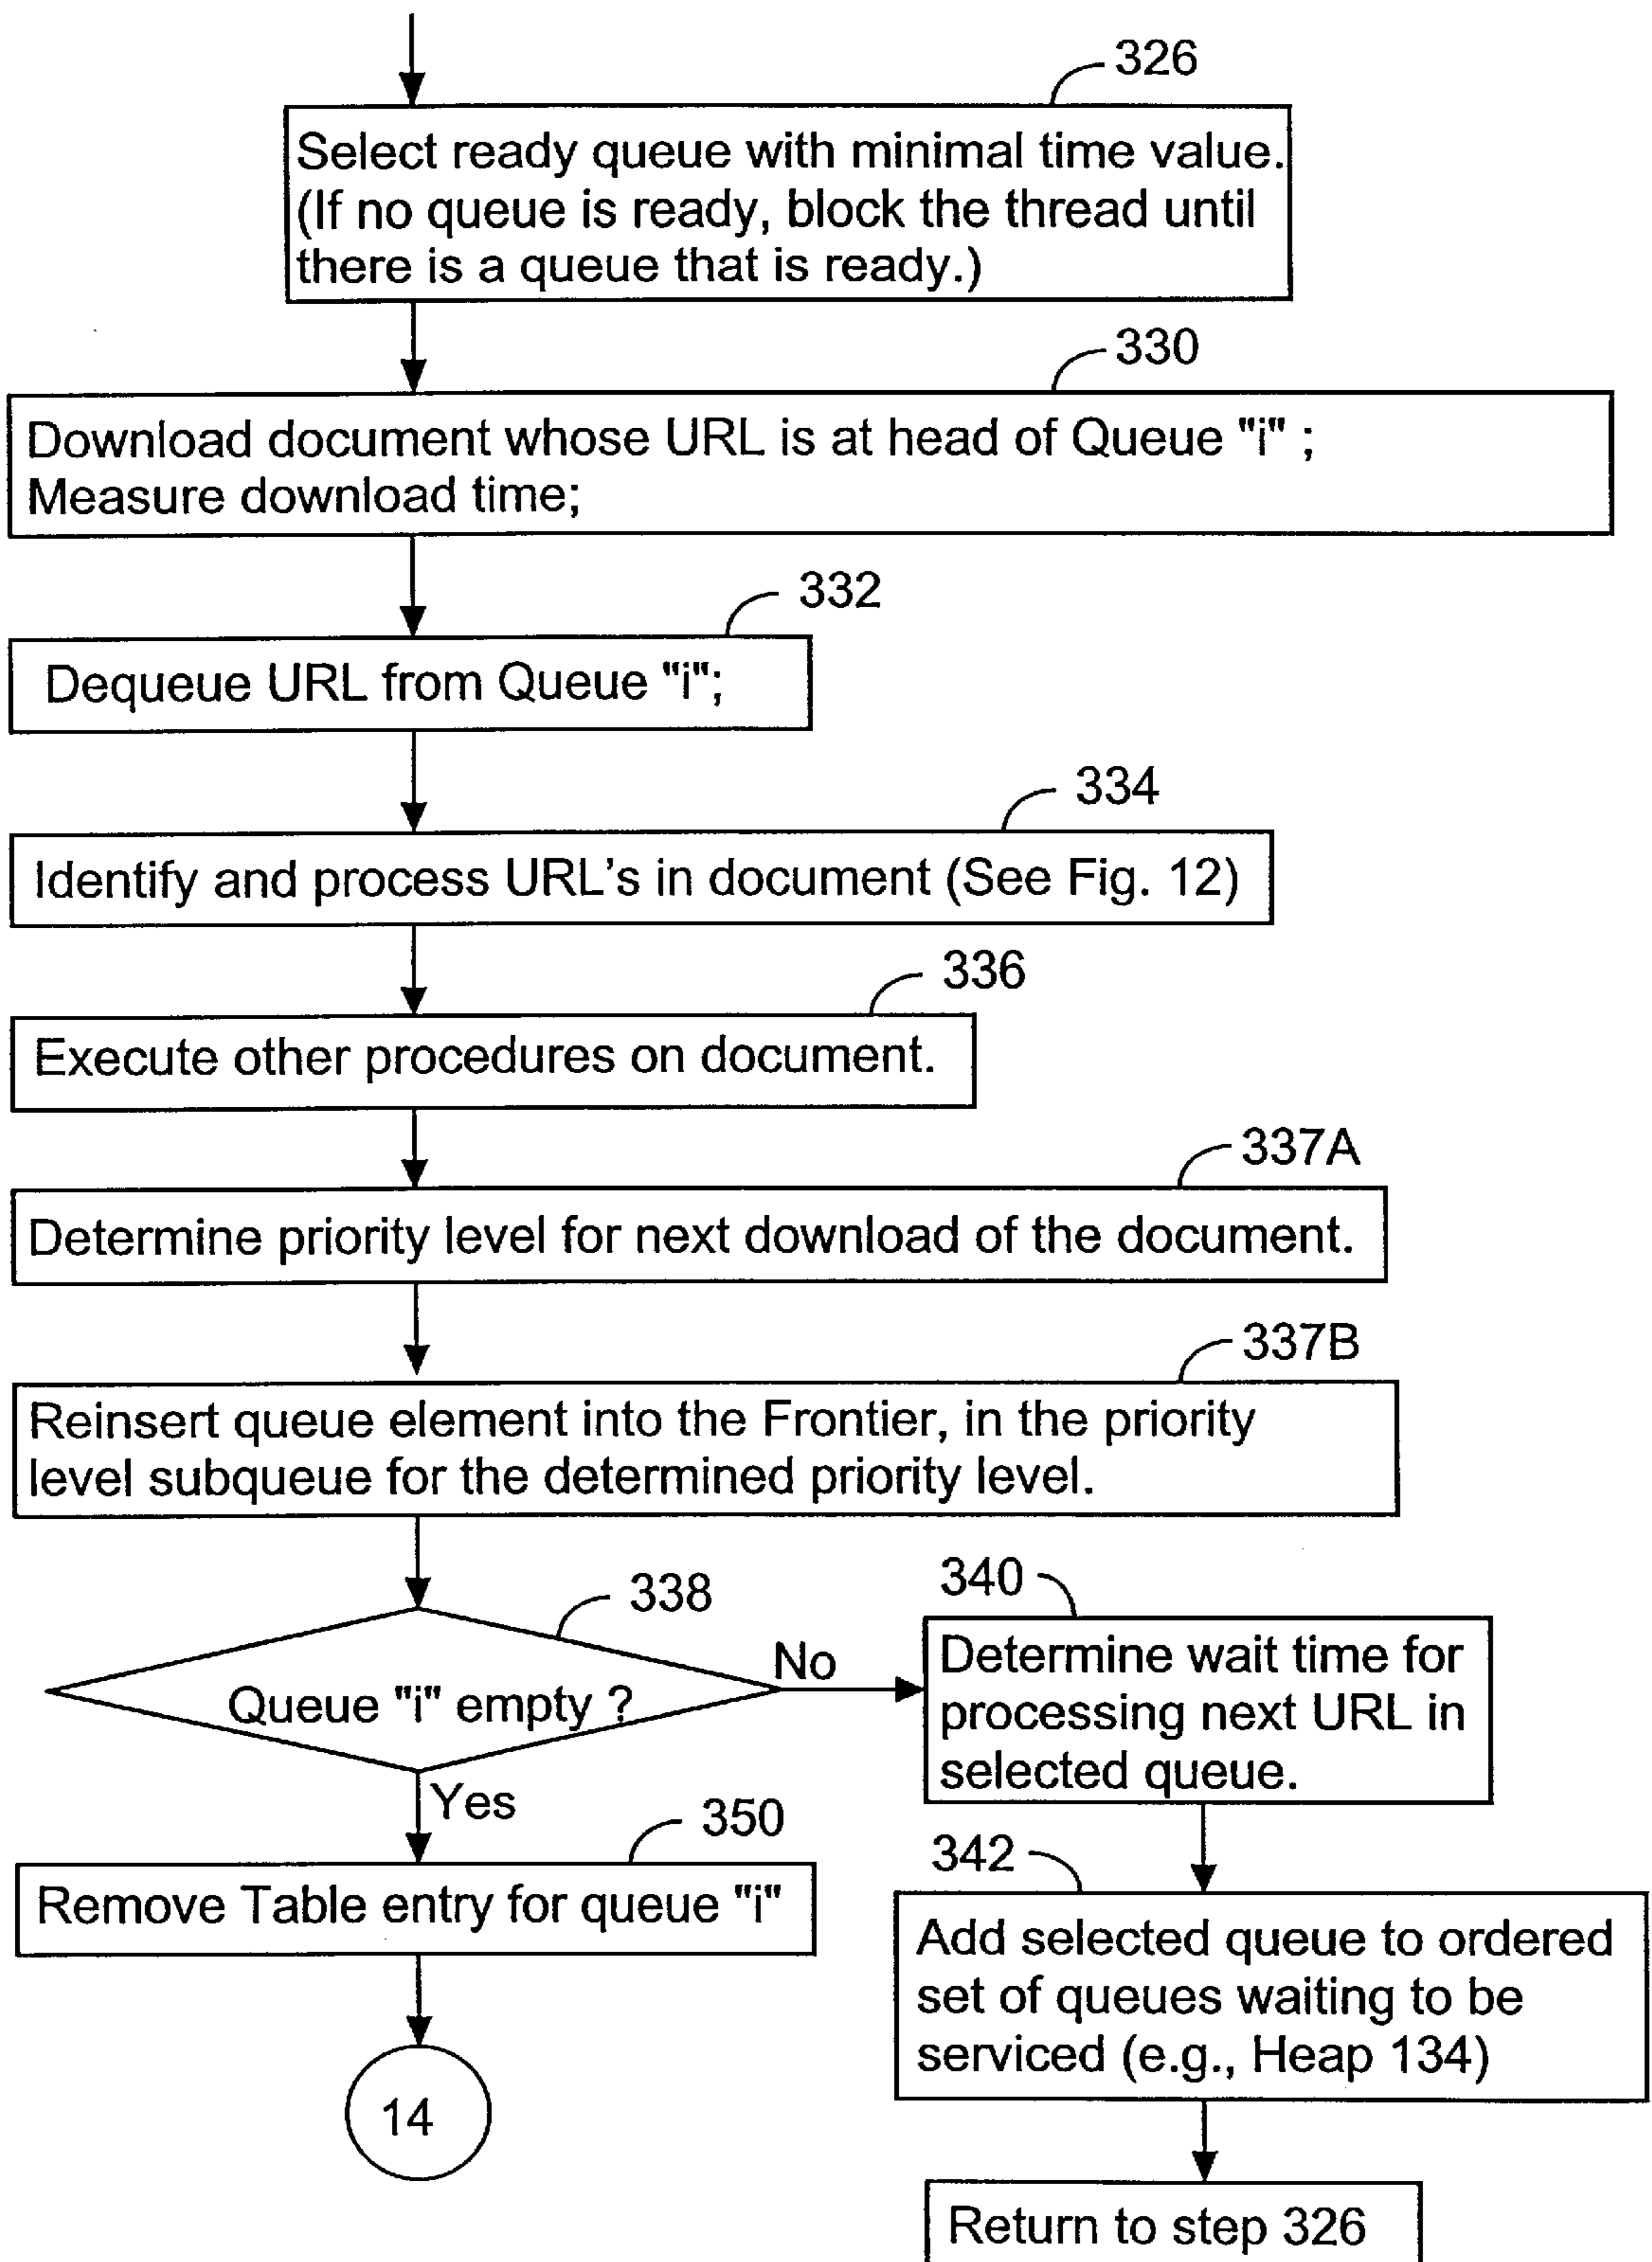 326
Select ready queue with minimal time value.
(If no queue is ready, block the thread until
there is a queue that is ready.)
330
Download document whose URL is at head of Queue "i" ;
Measure download time;
332
Dequeue URL from Queue "i";
334
Identify and process URL's in document (See Fig. 12)
336
Execute other procedures on document.
337A
Determine priority level for next download of the document.
337B
Reinsert queue element into the Frontier, in the priority
level subqueue for the determined priority level.
338
Queue "i" empty ?
No
340
Determine wait time for
processing next URL in
selected queue.
Yes
350
Remove Table entry for queue "i"
14
342
Add selected queue to ordered
set of queues waiting to be
serviced (e.g., Heap 134)
Return to step 326